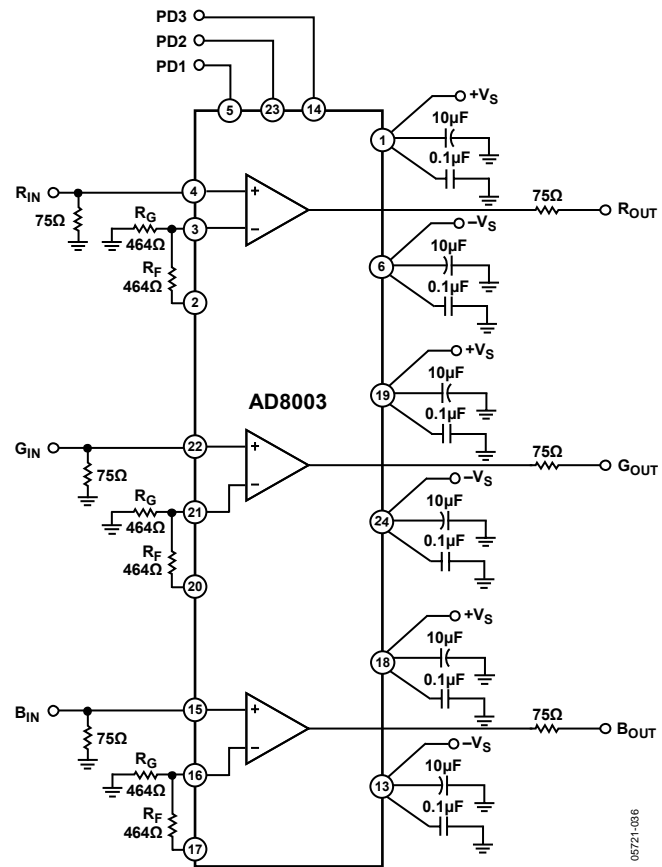 PD3
PD2
PD1
5
23
14
+VS
1
10µF
0.1µF
RIN
4
+
75Ω
RG
464Ω
3
−
RF
464Ω
2
75Ω
ROUT
−VS
6
10µF
0.1µF
+VS
19
10µF
0.1µF
AD8003
GIN
22
+
75Ω
RG
464Ω
21
−
RF
464Ω
20
75Ω
GOUT
−VS
24
10µF
0.1µF
+VS
18
10µF
0.1µF
BIN
15
+
75Ω
RG
464Ω
16
−
RF
464Ω
17
75Ω
BOUT
−VS
13
10µF
0.1µF
05721-036